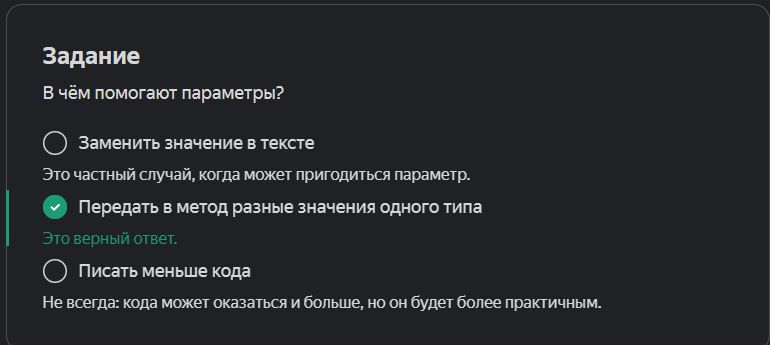 Задание
В чём помогают параметры?
Заменить значение в тексте
Это частный случай, когда может пригодиться параметр.
Передать в метод разные значения одного типа
Это верный ответ.
Писать меньше кода
Не всегда: кода может оказаться и больше, но он будет более практичным.